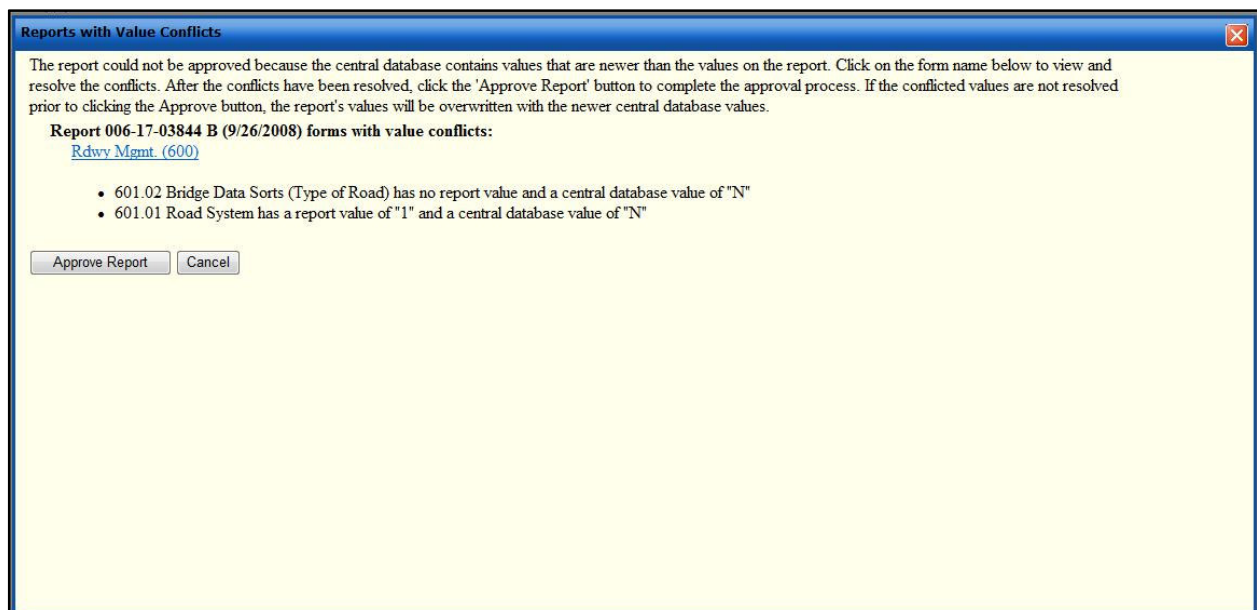 Reports with Value Conflicts
The report could not be approved because the central database contains values that are newer than the values on the report. Click on the form name below to view and
resolve the conflicts. After the conflicts have been resolved, click the 'Approve Report' button to complete the approval process. If the conflicted values are not resolved
prior to clicking the Approve button, the report's values will be overwritten with the newer central database values.
Report 006-17-03844 B (9/26/2008) forms with value conflicts:
Rdwy Mgmt. (600)
• 601.02 Bridge Data Sorts (Type of Road) has no report value and a central database value of "N"
• 601.01 Road System has a report value of "1" and a central database value of "N"
Approve Report Cancel